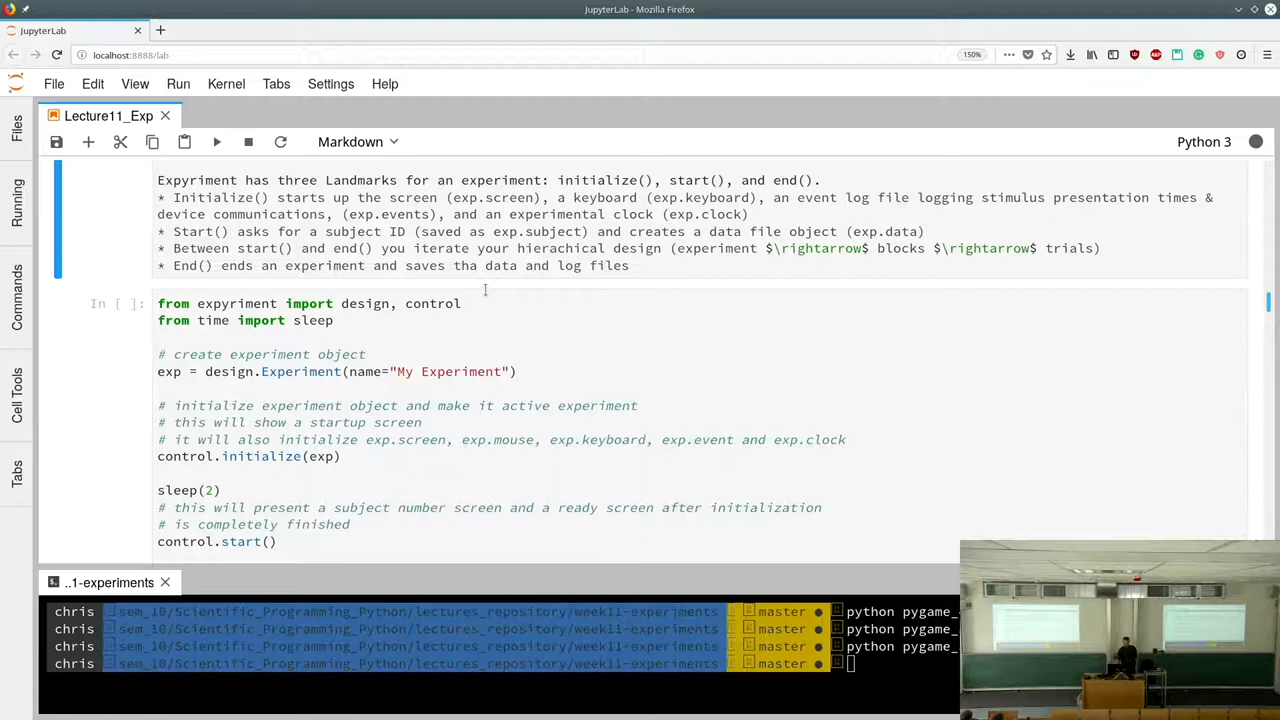 JupyterLab - Mozilla Firefox
JupyterLab
localhost:8888/lab
150%
File Edit View Run Kernel Tabs Settings Help
Lecture11_Exp
Markdown
Python 3
Files
Running
Commands
Cell Tools
Tabs
Expyriment has three Landmarks for an experiment: initialize(), start(), and end().
* Initialize() starts up the screen (exp.screen), a keyboard (exp.keyboard), an event log file logging stimulus presentation times &
device communications, (exp.events), and an experimental clock (exp.clock)
* Start() asks for a subject ID (saved as exp.subject) and creates a data file object (exp.data)
* Between start() and end() you iterate your hierachical design (experiment $\rightarrow$ blocks $\rightarrow$ trials)
* End() ends an experiment and saves tha data and log files
In [ ]:
from expyriment import design, control
from time import sleep
# create experiment object
exp = design.Experiment(name="My Experiment")
# initialize experiment object and make it active experiment
# this will show a startup screen
# it will also initialize exp.screen, exp.mouse, exp.keyboard, exp.event and exp.clock
control.initialize(exp)
sleep(2)
# this will present a subject number screen and a ready screen after initialization
# is completely finished
control.start()
..1-experiments
chris sem_10/Scientific_Programming_Python/lectures_repository/week11-experiments master ● python pygame_
chris sem_10/Scientific_Programming_Python/lectures_repository/week11-experiments master ● python pygame_
chris sem_10/Scientific_Programming_Python/lectures_repository/week11-experiments master ● python pygame_
chris sem_10/Scientific_Programming_Python/lectures_repository/week11-experiments master ●